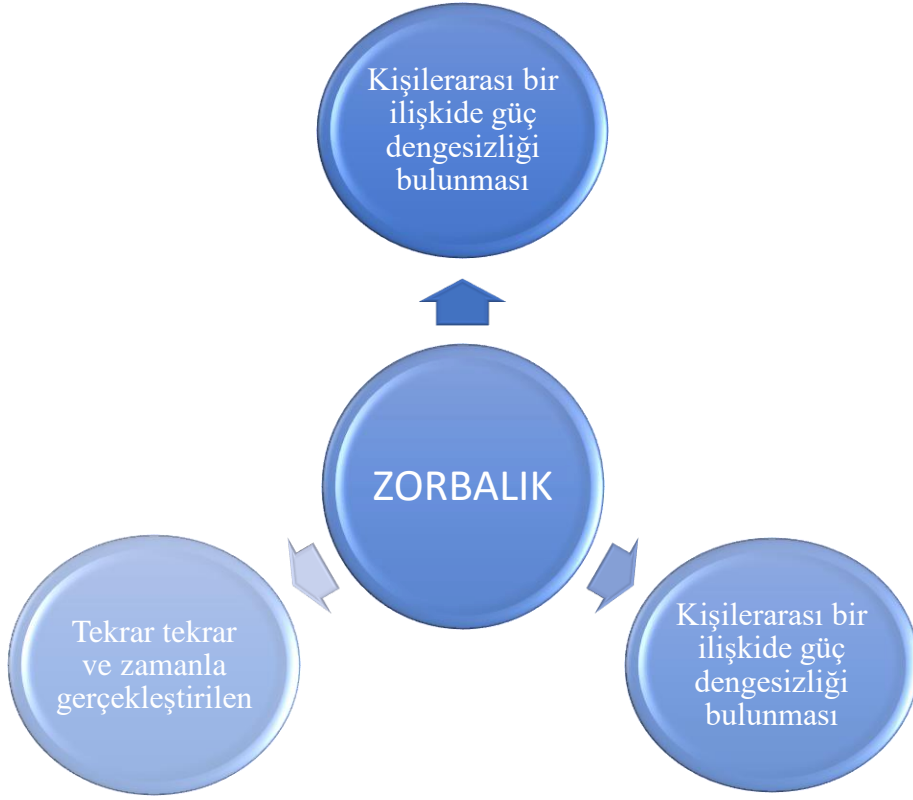 Kişilerarası bir
ilişkide güç
dengesizliği
bulunması
ZORBALIK
Tekrar tekrar
ve zamanla
gerçekleştirilen
Kişilerarası bir
ilişkide güç
dengesizliği
bulunması